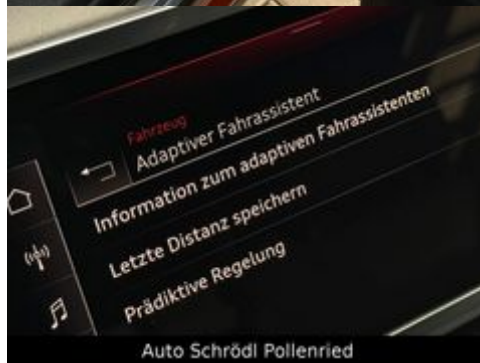 Fahrzeug
Adaptiver Fahrassistent
Information zum adaptiven Fahrassistenten
Letzte Distanz speichern
Prädiktive Regelung
Auto Schrödl Pollenried